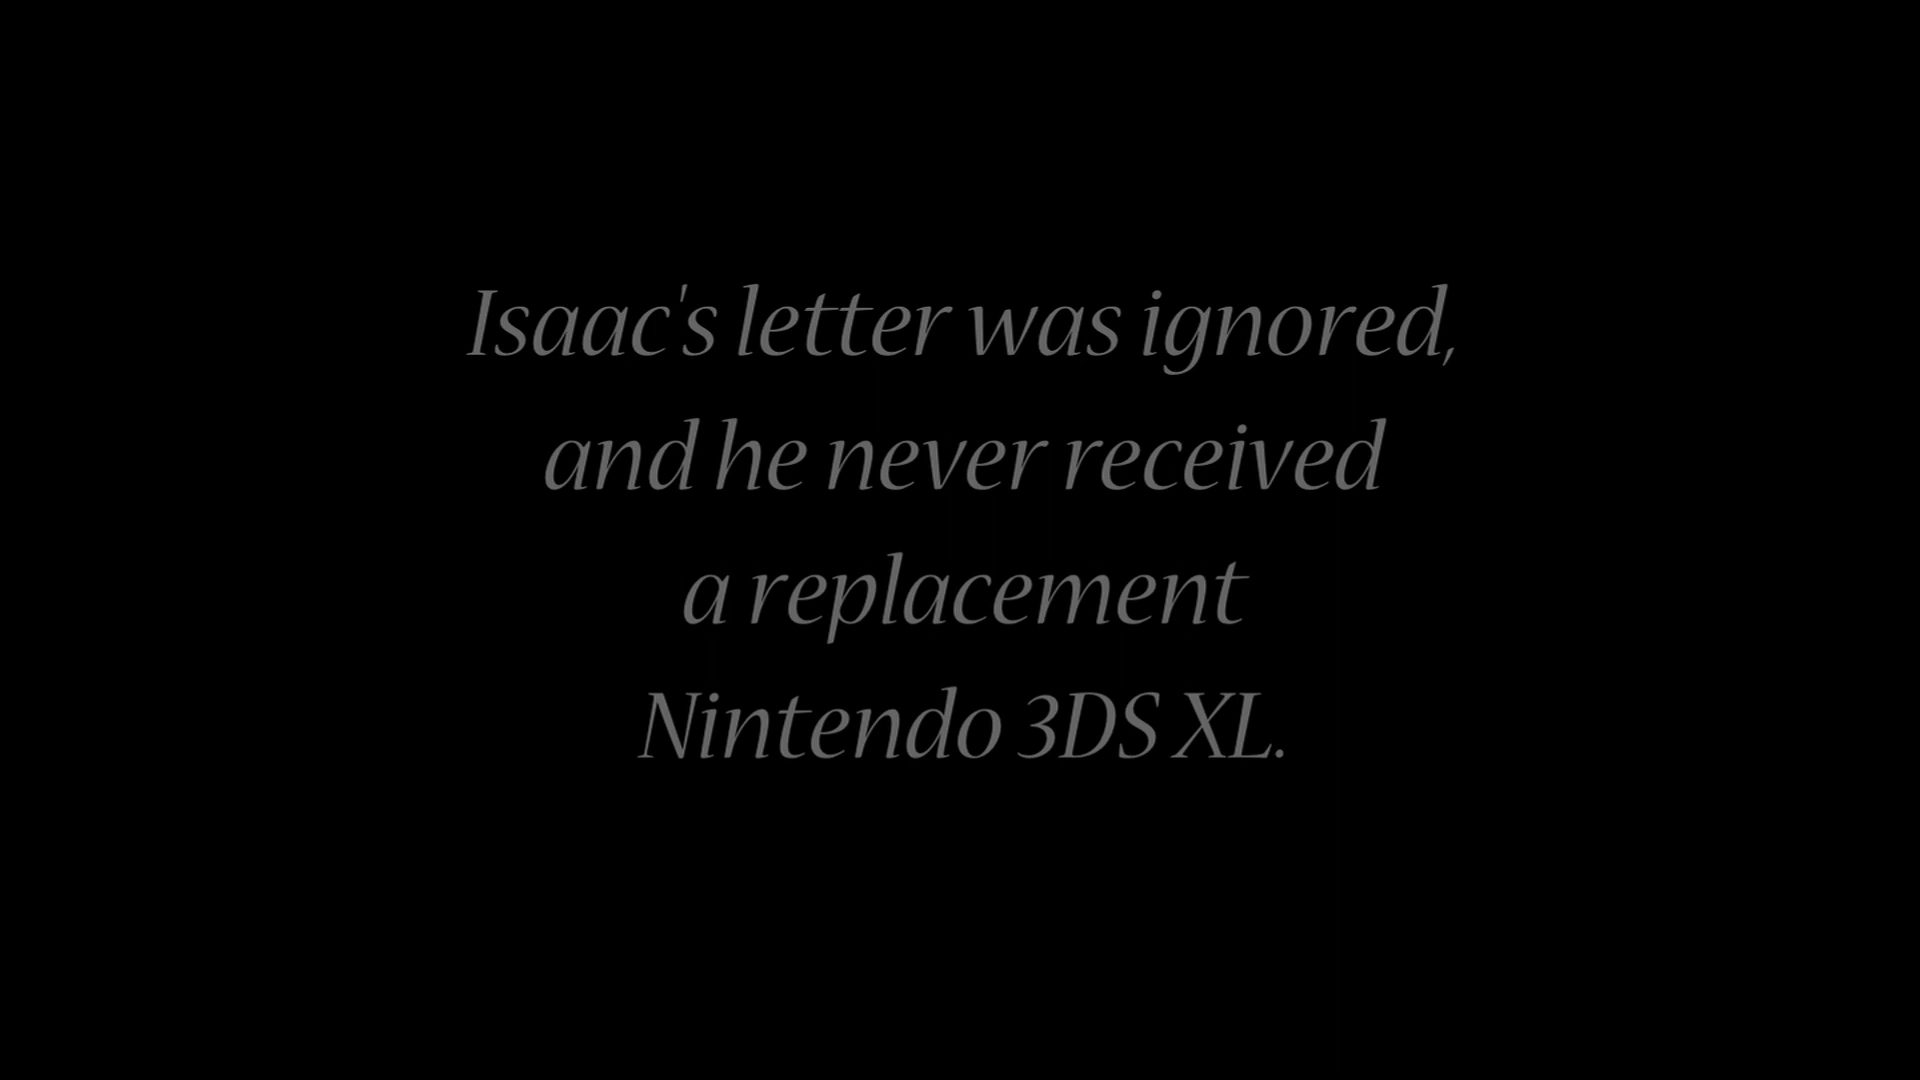 Isaac's letter was ignored,
and he never received
a replacement
Nintendo 3DS XL.